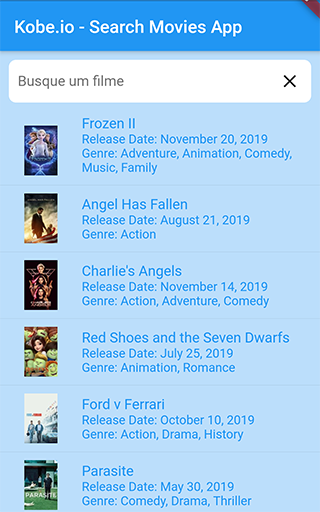 Kobe.io - Search Movies App
Busque um filme
Frozen II
Release Date: November 20, 2019
Genre: Adventure, Animation, Comedy,
Music, Family
Angel Has Fallen
Release Date: August 21, 2019
Genre: Action
Charlie's Angels
Release Date: November 14, 2019
Genre: Action, Adventure, Comedy
Red Shoes and the Seven Dwarfs
Release Date: July 25, 2019
Genre: Animation, Romance
Ford v Ferrari
Release Date: October 10, 2019
Genre: Action, Drama, History
Parasite
Release Date: May 30, 2019
Genre: Comedy, Drama, Thriller
PARASITE